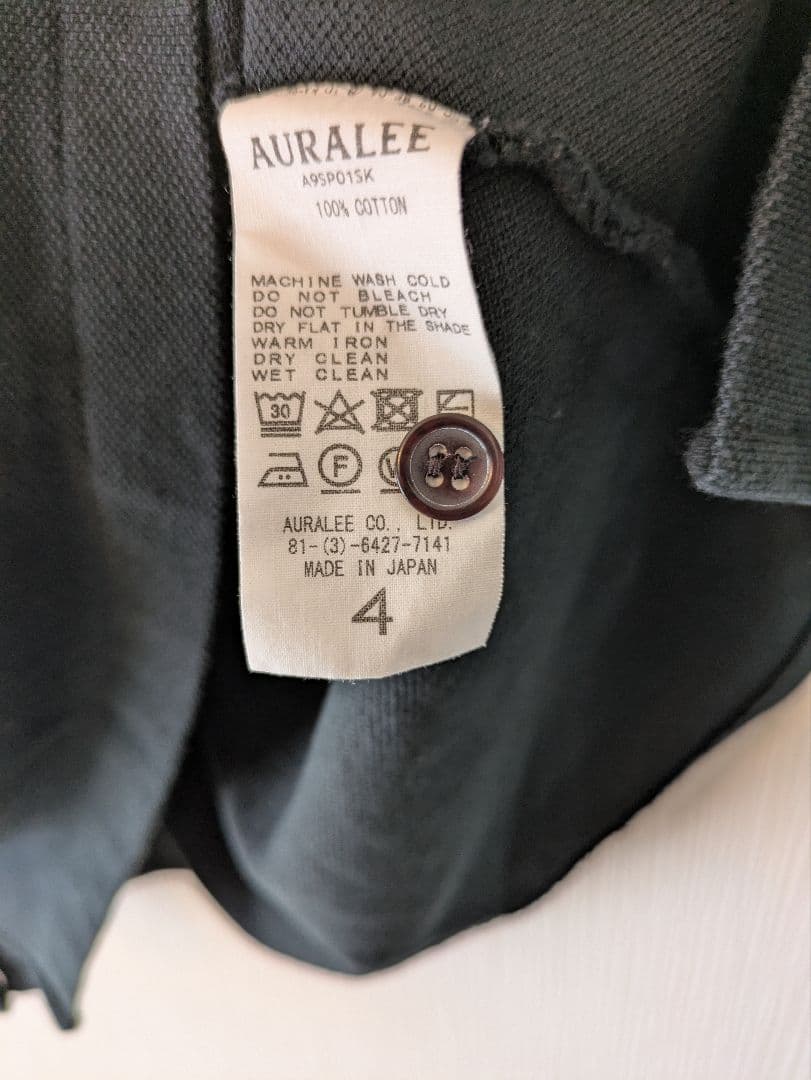 AURALEE
A9SP01SK
100% COTTON
MACHINE WASH COLD
DO NOT BLEACH
DO NOT TUMBLE DRY
DRY FLAT IN THE SHADE
WARM IRON
DRY CLEAN
WET CLEAN
30
F W
AURALEE CO., LTD.
81-(3)-6427-7141
MADE IN JAPAN
4